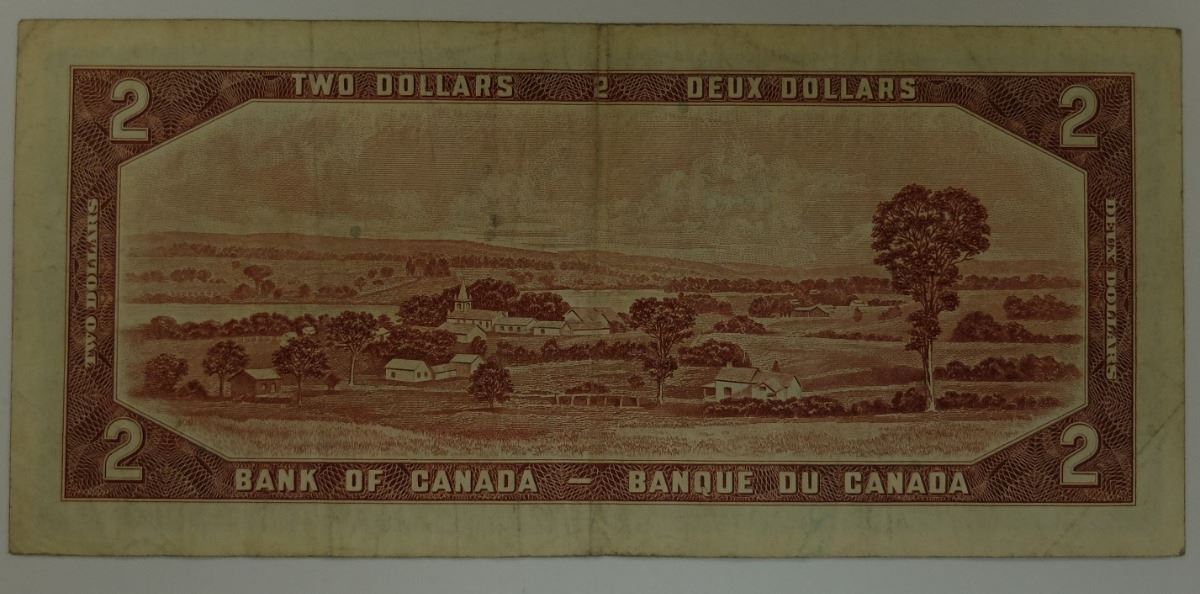 2 TWO DOLLARS 2 DEUX DOLLARS 2
TWO DOLLARS
DEUX DOLLARS
2 BANK OF CANADA — BANQUE DU CANADA 2